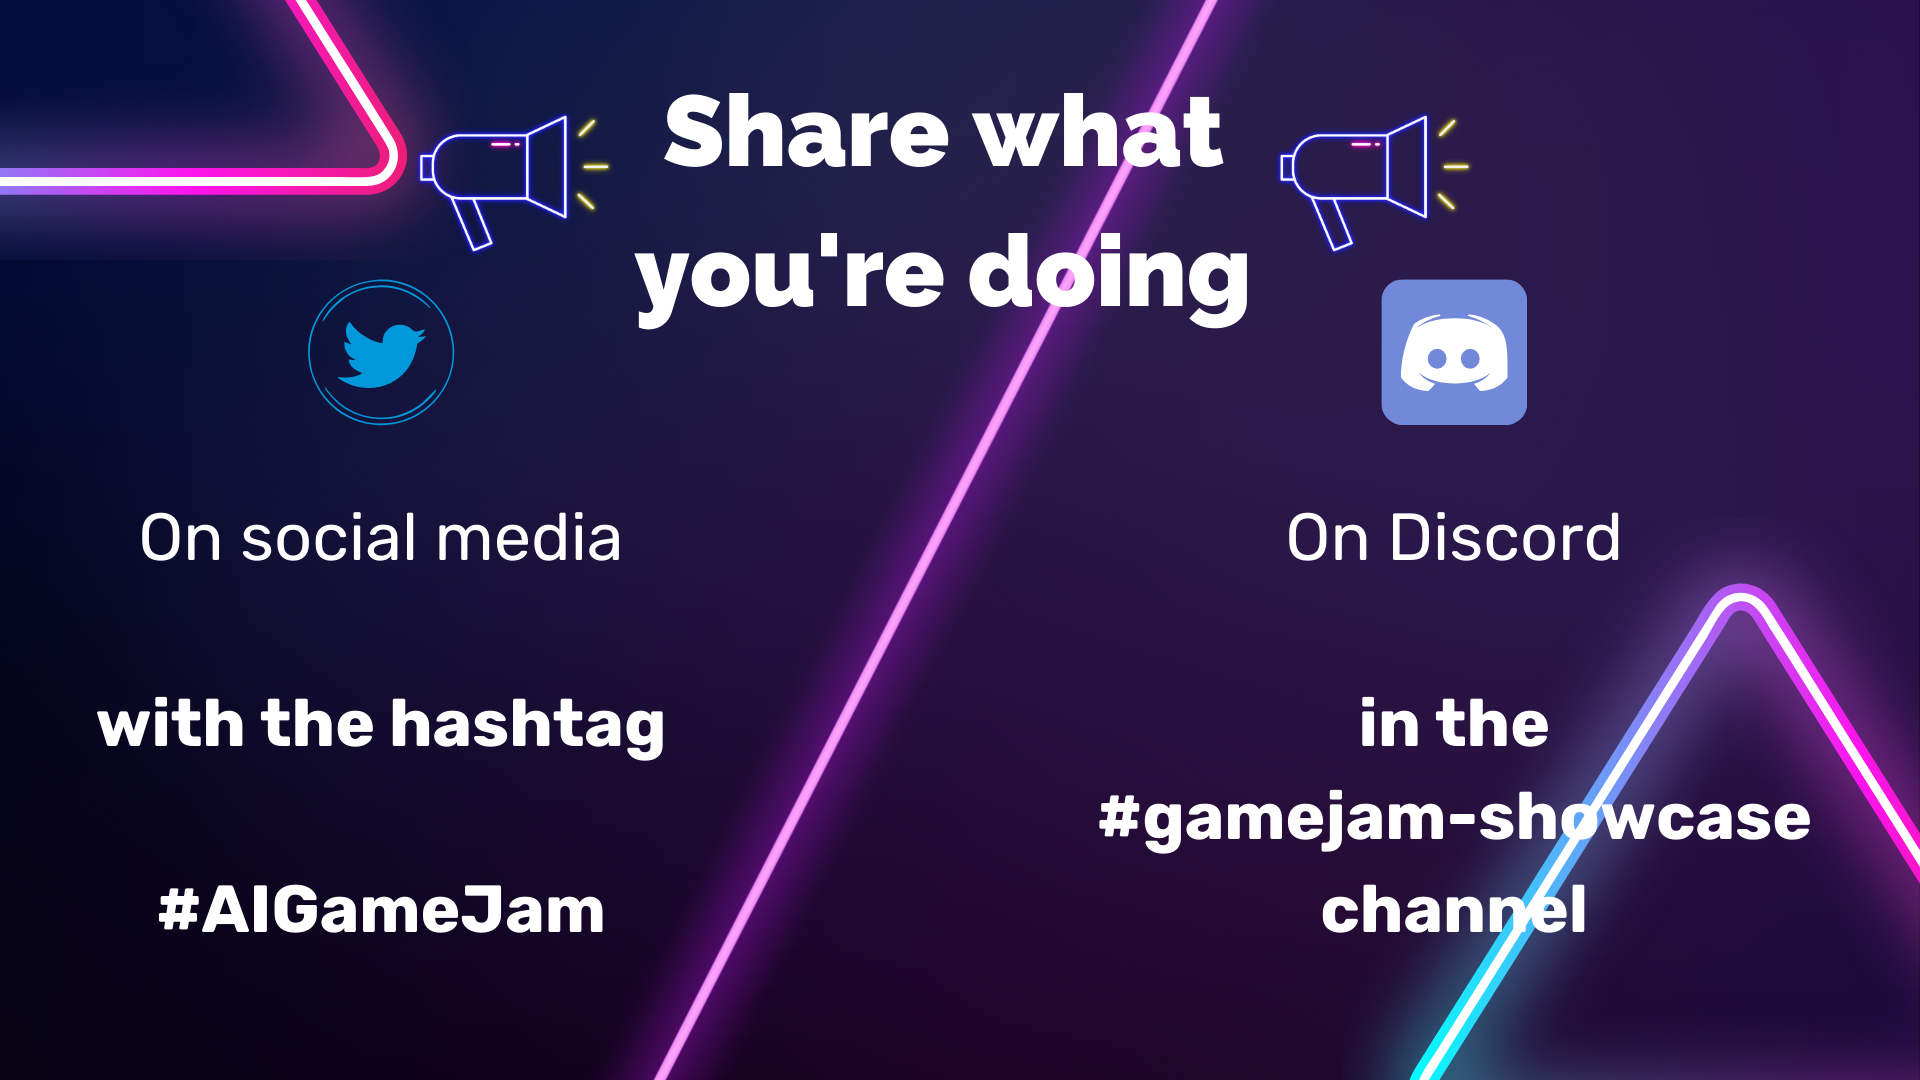 Share what
you're doing
On social media
with the hashtag
#AIGameJam
On Discord
in the
#gamejam-showcase
channel